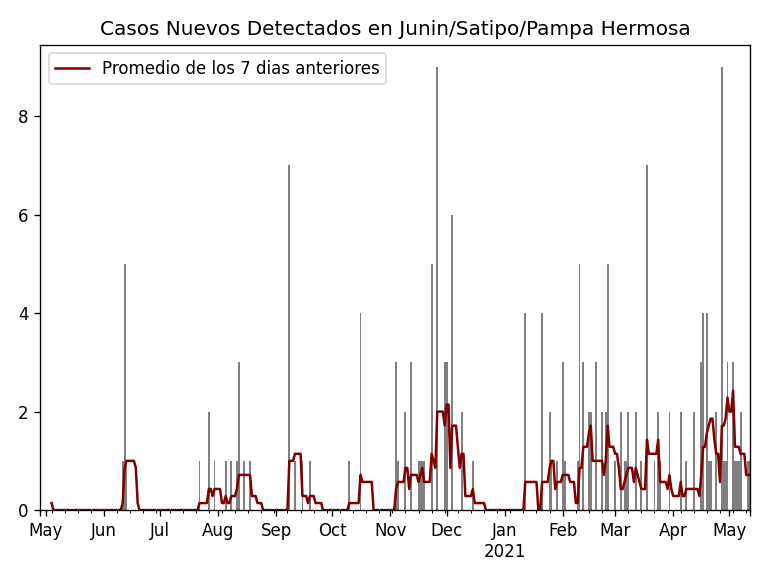 Casos Nuevos Detectados en Junin/Satipo/Pampa Hermosa
Promedio de los 7 dias anteriores
8
6
4
2
0
May Jun Jul Aug Sep Oct Nov Dec Jan Feb Mar Apr May
2021